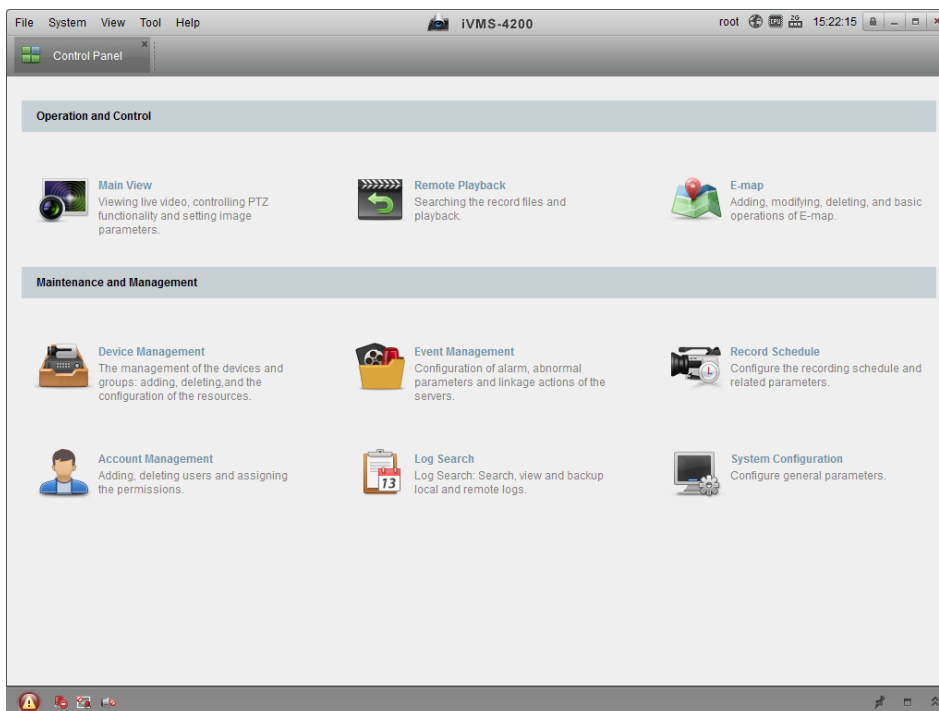 File System View Tool Help iVMS-4200 root 15:22:15
Control Panel
Operation and Control
Main View
Viewing live video, controlling PTZ
functionality and setting image
parameters.
Remote Playback
Searching the record files and
playback.
E-map
Adding, modifying, deleting, and basic
operations of E-map.
Maintenance and Management
Device Management
The management of the devices and
groups: adding, deleting,and the
configuration of the resources.
Event Management
Configuration of alarm, abnormal
parameters and linkage actions of the
servers.
Record Schedule
Configure the recording schedule and
related parameters.
Account Management
Adding, deleting users and assigning
the permissions.
13
Log Search
Log Search: Search, view and backup
local and remote logs.
System Configuration
Configure general parameters.